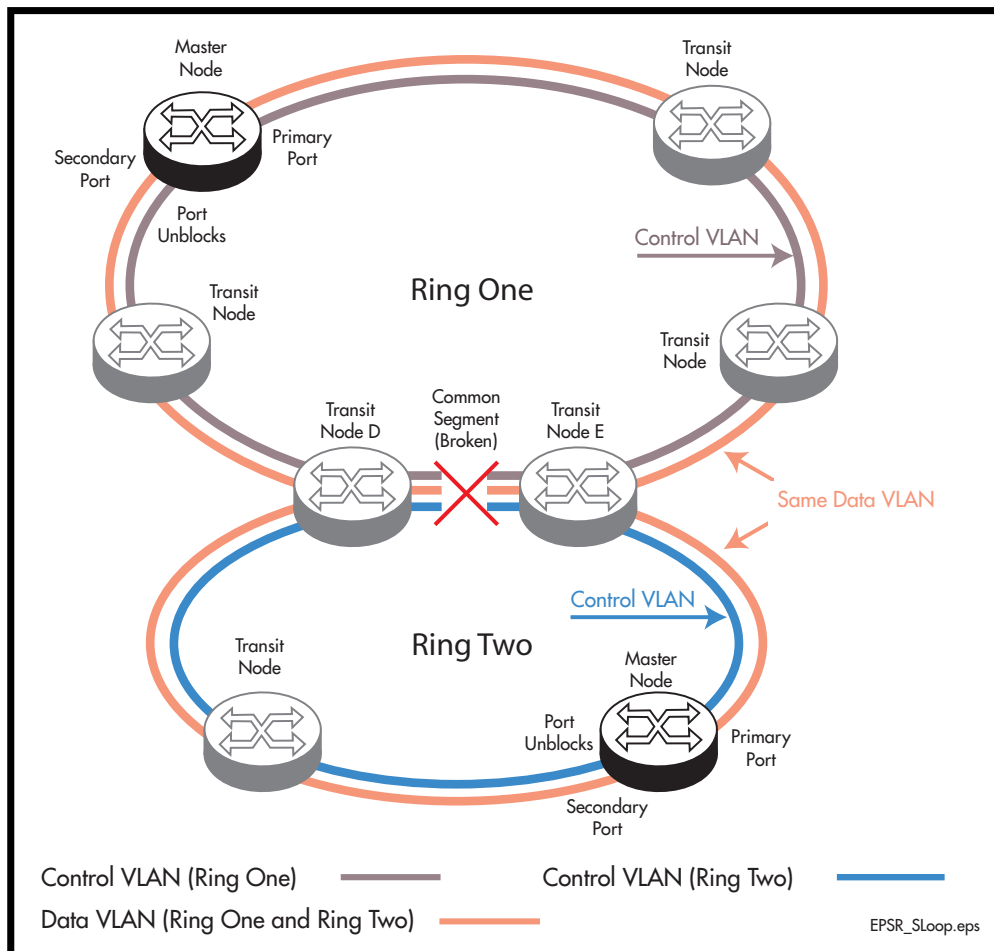 Master
Node
Transit
Node
Primary
Port
Secondary
Port
Port
Unblocks
Control VLAN
Ring One
Transit
Node
Transit
Node
Common
Segment
(Broken)
Transit
Node D
Transit
Node E
Same Data VLAN
Control VLAN
Ring Two
Transit
Node
Master
Node
Port
Unblocks
Primary
Port
Secondary
Port
Control VLAN (Ring One)
Control VLAN (Ring Two)
Data VLAN (Ring One and Ring Two)
EPSR_SLoop.eps